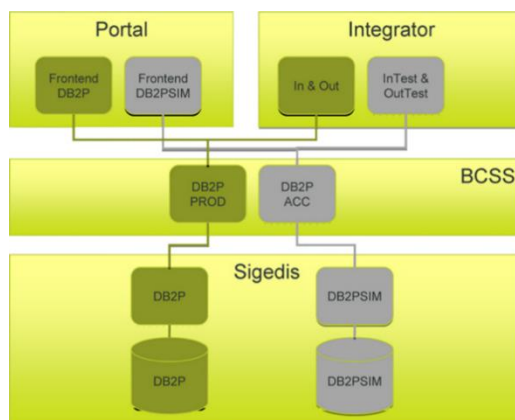 Portal
Integrator
Frontend
DB2P
Frontend
DB2PSIM
In & Out
InTest &
OutTest
BCSS
DB2P
PROD
DB2P
ACC
Sigedis
DB2P
DB2PSIM
DB2P
DB2PSIM